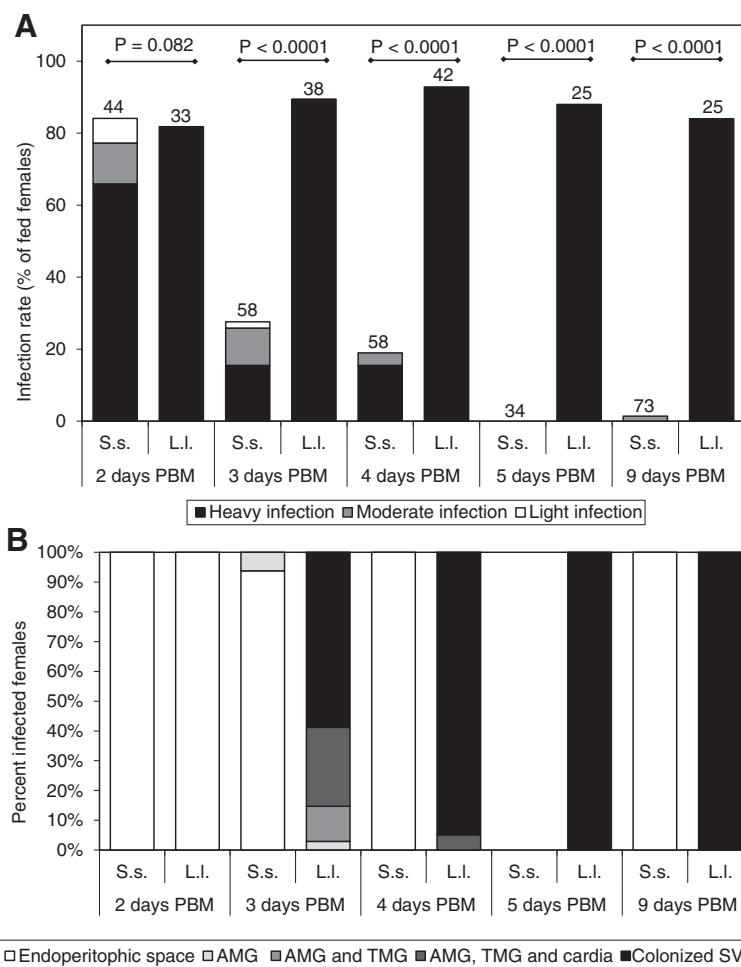 A
P = 0.082 P < 0.0001 P < 0.0001 P < 0.0001 P < 0.0001
Infection rate (% of fed females)
100
80
60
40
20
0
44 33 58 38 58 42 34 25 73 25
S.s. L.l. S.s. L.l. S.s. L.l. S.s. L.l. S.s. L.l.
2 days PBM 3 days PBM 4 days PBM 5 days PBM 9 days PBM
Heavy infection Moderate infection Light infection
B
Percent infected females
100%
90%
80%
70%
60%
50%
40%
30%
20%
10%
0%
S.s. L.l. S.s. L.l. S.s. L.l. S.s. L.l. S.s. L.l.
2 days PBM 3 days PBM 4 days PBM 5 days PBM 9 days PBM
Endoperitophic space AMG AMG and TMG AMG, TMG and cardia Colonized SV